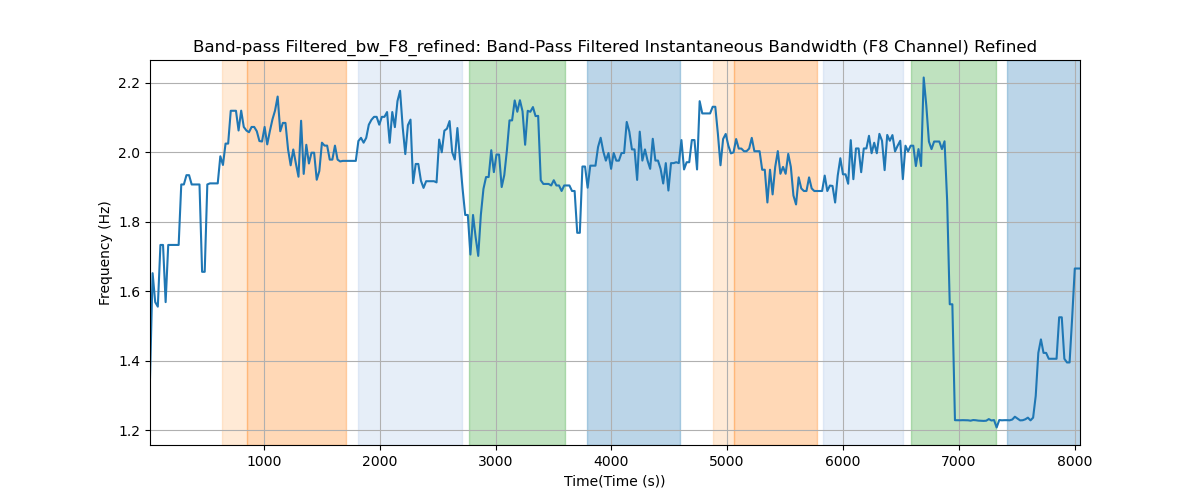 Band-pass Filtered_bw_F8_refined: Band-Pass Filtered Instantaneous Bandwidth (F8 Channel) Refined
2.2
2.0
1.8
1.6
1.4
1.2
Frequency (Hz)
1000 2000 3000 4000 5000 6000 7000 8000
Time(Time (s))